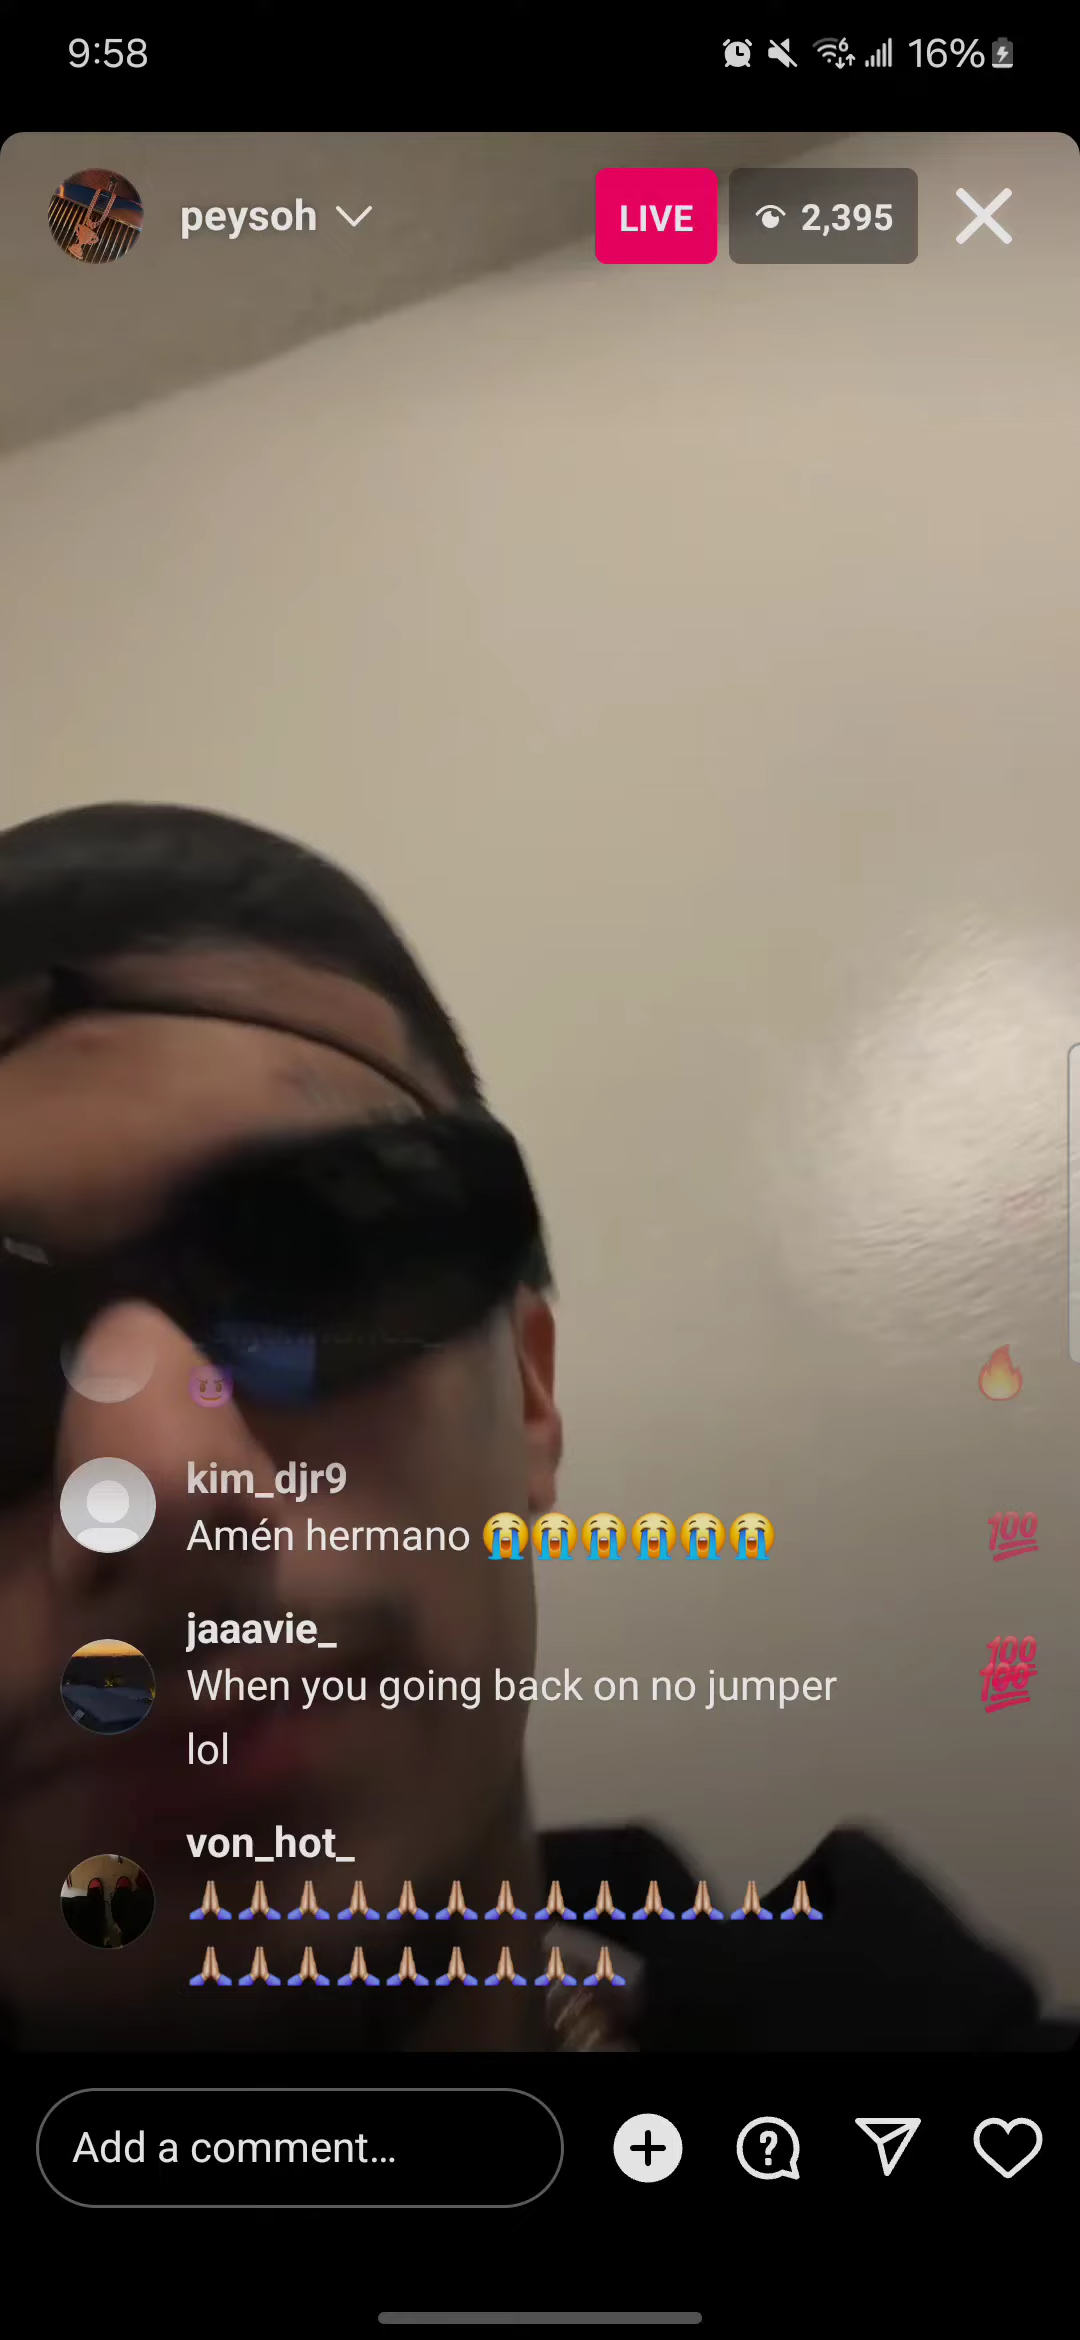 9:58
16%
peysoh
LIVE
2,395
kim_djr9
Amén hermano 😭😭😭😭😭😭
jaaavie_
When you going back on no jumper
lol
von_hot_
🙏🏼🙏🏼🙏🏼🙏🏼🙏🏼🙏🏼🙏🏼🙏🏼🙏🏼🙏🏼🙏🏼🙏🏼🙏🏼
🙏🏼🙏🏼🙏🏼🙏🏼🙏🏼🙏🏼🙏🏼🙏🏼🙏🏼
Add a comment...